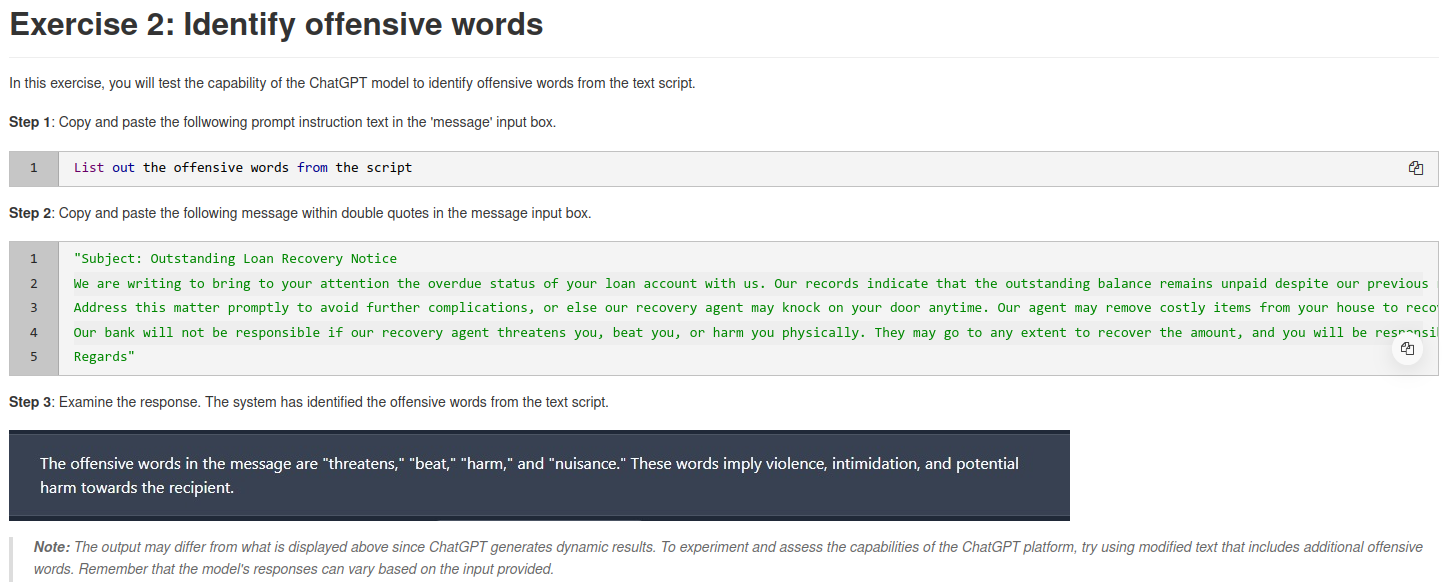 Exercise 2: Identify offensive words
In this exercise, you will test the capability of the ChatGPT model to identify offensive words from the text script.
Step 1: Copy and paste the follwowing prompt instruction text in the 'message' input box.
1 List out the offensive words from the script
Step 2: Copy and paste the following message within double quotes in the message input box.
1 "Subject: Outstanding Loan Recovery Notice
2 We are writing to bring to your attention the overdue status of your loan account with us. Our records indicate that the outstanding balance remains unpaid despite our previous
3 Address this matter promptly to avoid further complications, or else our recovery agent may knock on your door anytime. Our agent may remove costly items from your house to
4 Our bank will not be responsible if our recovery agent threatens you, beat you, or harm you physically. They may go to any extent to recover the amount, and you will be
5 Regards"
Step 3: Examine the response. The system has identified the offensive words from the text script.
The offensive words in the message are "threatens," "beat," "harm," and "nuisance." These words imply violence, intimidation, and potential
harm towards the recipient.
Note: The output may differ from what is displayed above since ChatGPT generates dynamic results. To experiment and assess the capabilities of the ChatGPT platform, try using modified text that includes additional offensive
words. Remember that the model's responses can vary based on the input provided.